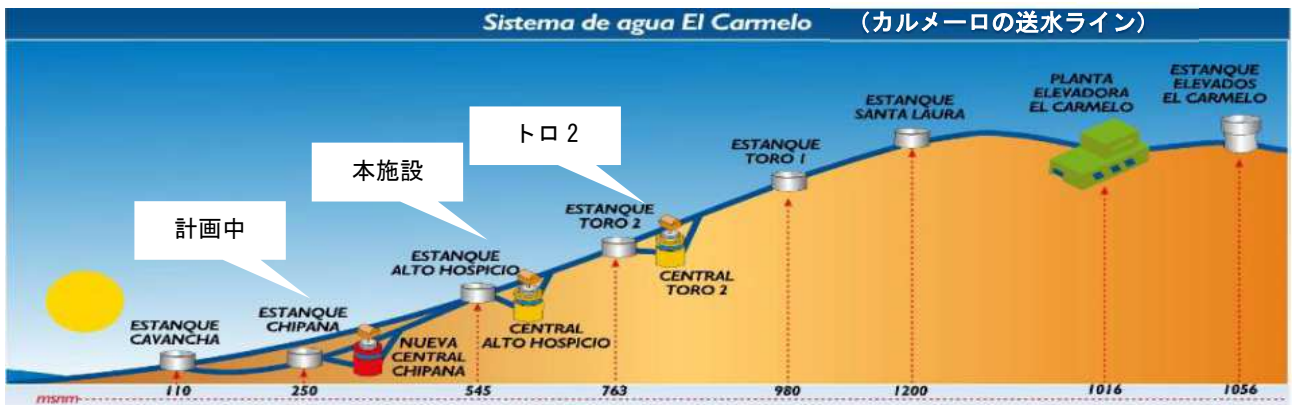 Sistema de agua El Carmelo （カルメーロの送水ライン）
ESTANQUE
ELEVADOS
EL CARMELO
PLANTA
ELEVADORA
EL CARMELO
ESTANQUE
SANTA LAURA
トロ 2
ESTANQUE
TORO 1
本施設
ESTANQUE
TORO 2
計画中
CENTRAL
TORO 2
ESTANQUE
ALTO HOSPICIO
CENTRAL
ALTO HOSPICIO
ESTANQUE
CHIPANA
ESTANQUE
CAVANCHA
NUEVA
CENTRAL
CHIPANA
msnm 110 250 545 763 980 1200 1016 1056